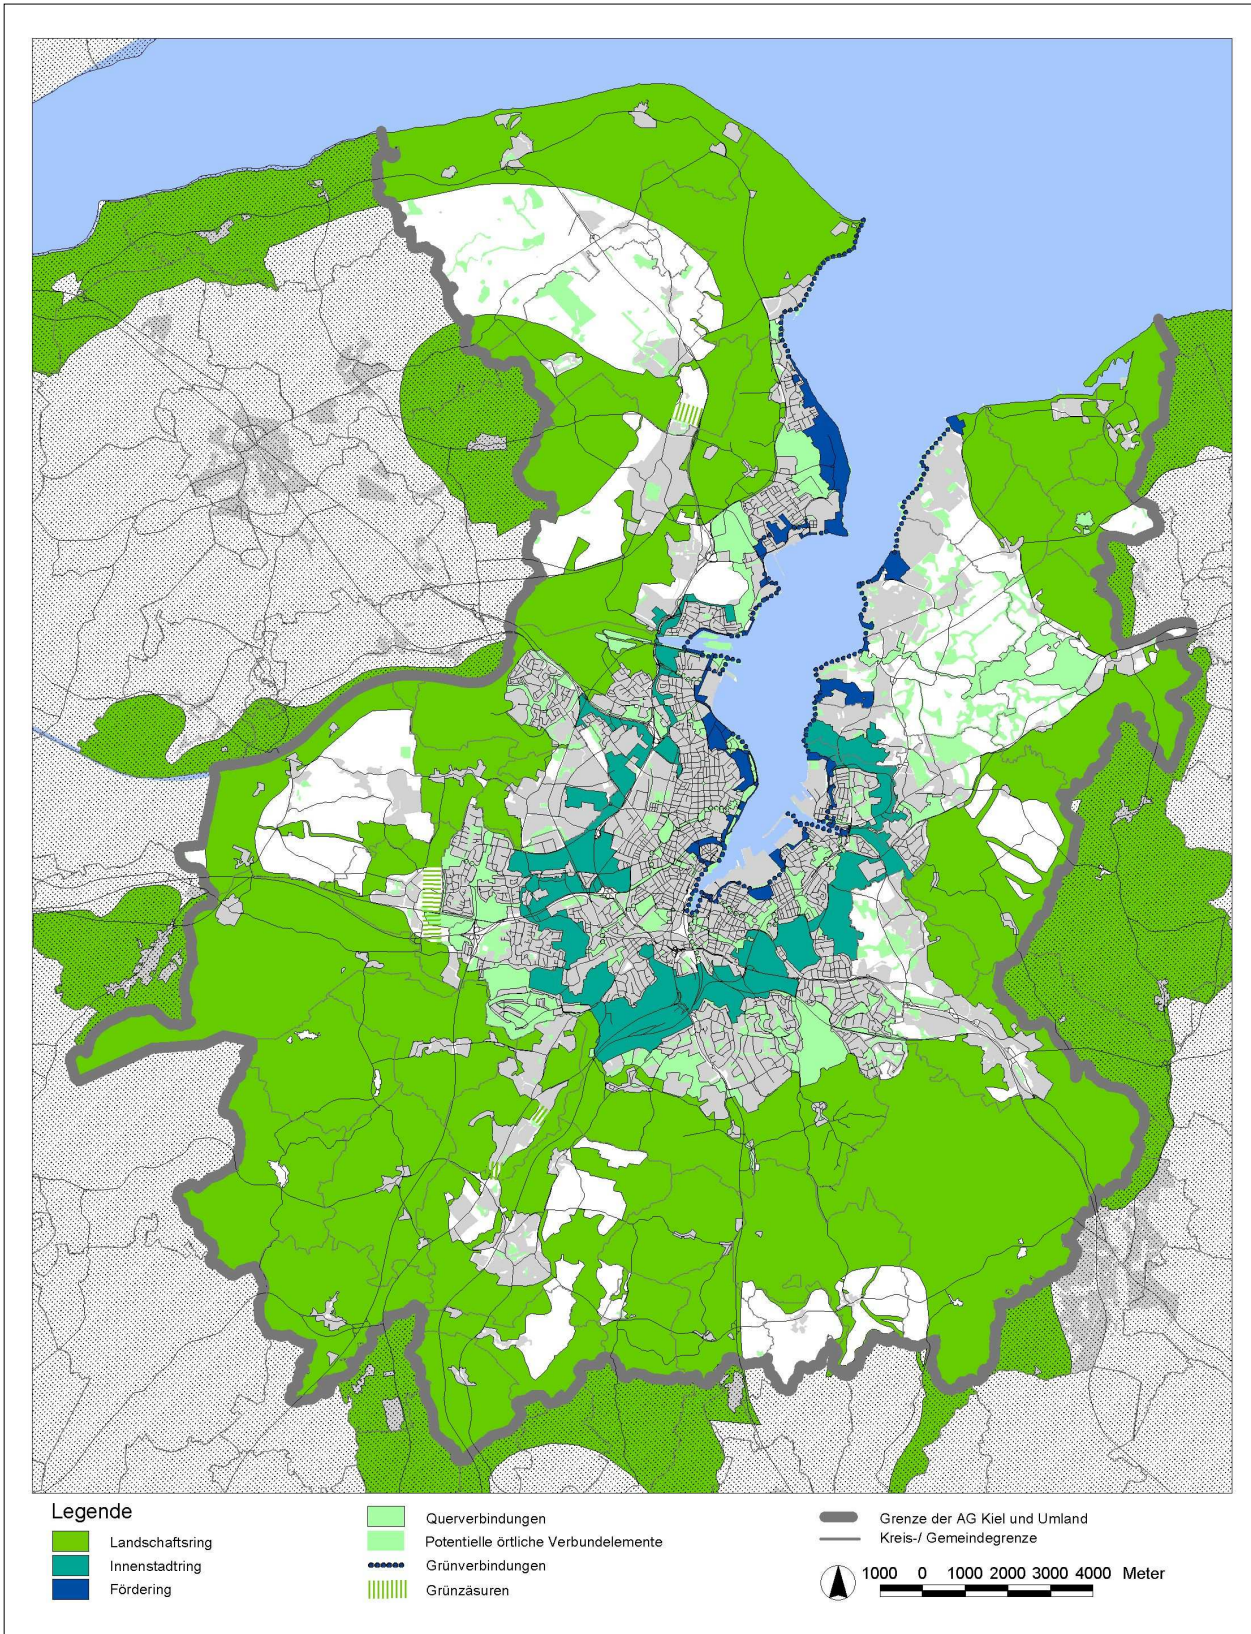 Legende
Landschaftsring
Innenstadtring
Fördering
Querverbindungen
Potentielle örtliche Verbundelemente
Grünverbindungen
Grünzäsuren
Grenze der AG Kiel und Umland
Kreis-/ Gemeindegrenze
1000 0 1000 2000 3000 4000 Meter